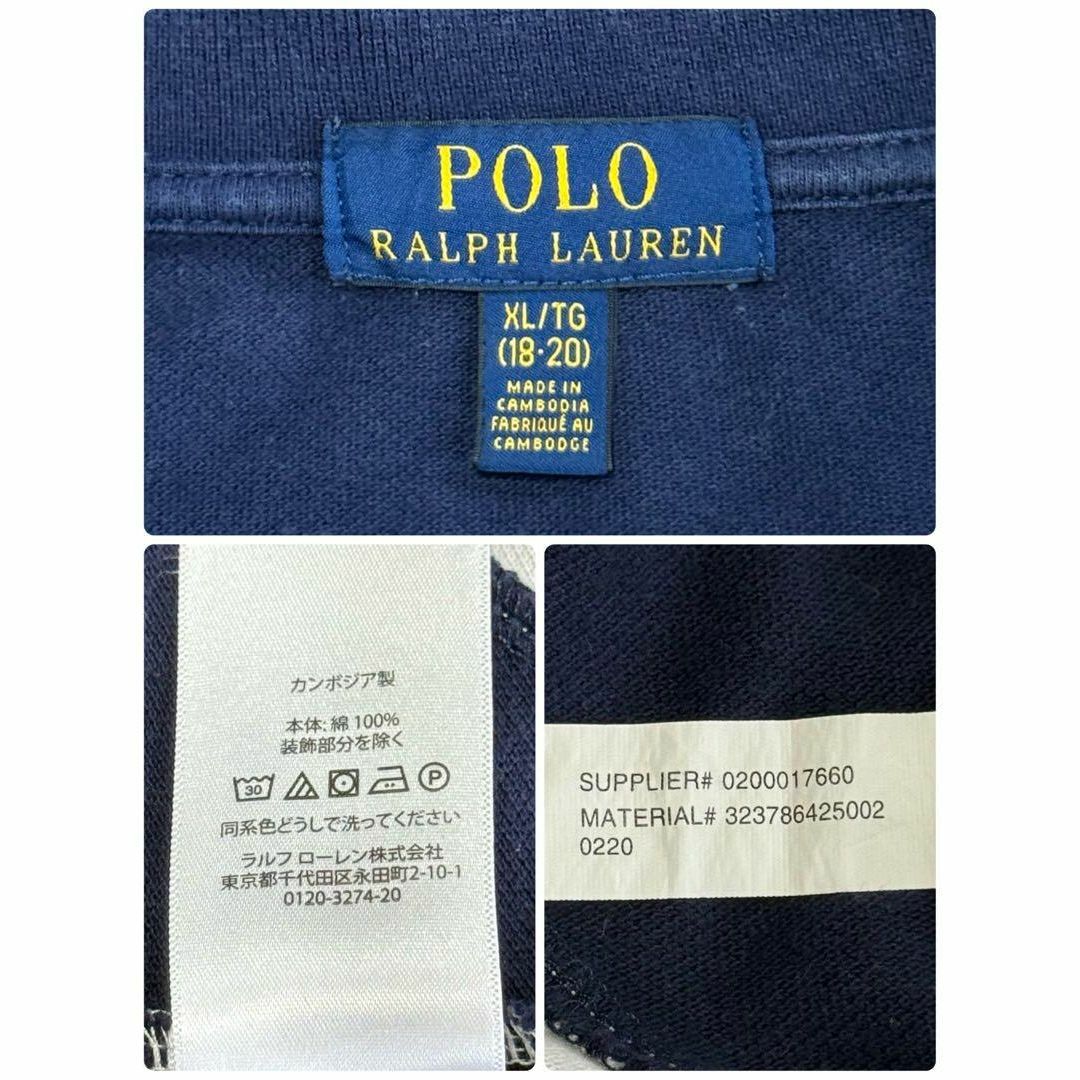 POLO
RALPH LAUREN
XL/TG
(18·20)
MADE IN
CAMBODIA
FABRIQUÉ AU
CAMBODGE
カンボジア製
本体: 綿 100%
装飾部分を除く
30 P
同系色どうしで洗ってください
ラルフ ローレン株式会社
東京都千代田区永田町2-10-1
0120-3274-20
SUPPLIER# 0200017660
MATERIAL# 323786425002
0220